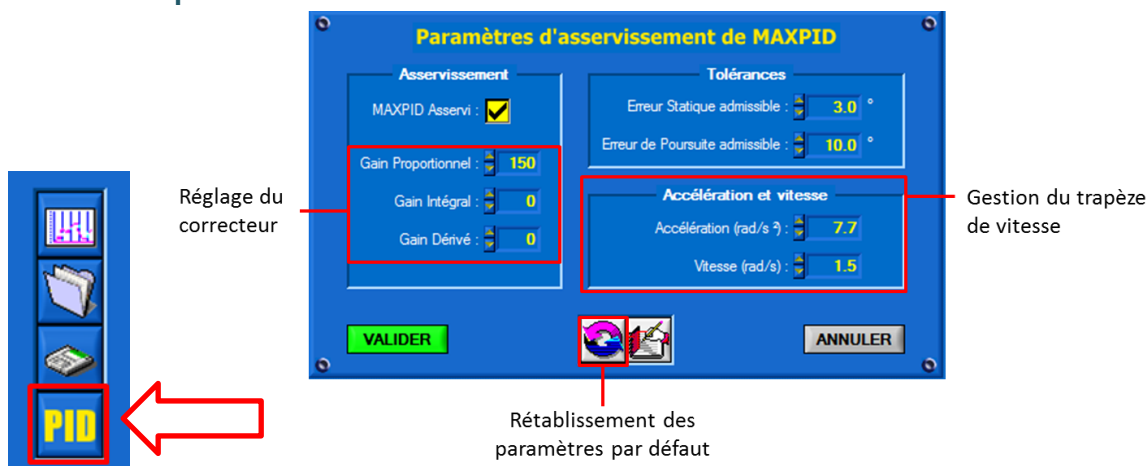 Paramètres d'asservissement de MAXPID
Asservissement
MAXPID Asservi :
Gain Proportionnel : 150
Gain Intégral : 0
Gain Dérivé : 0
Tolérances
Erreur Statique admissible : 3.0 °
Erreur de Poursuite admissible : 10.0 °
Accélération et vitesse
Accélération (rad/s ²) : 7.7
Vitesse (rad/s) : 1.5
VALIDER
ANNULER
Réglage du
correcteur
Gestion du trapèze
de vitesse
PID
Rétablissement des
paramètres par défaut